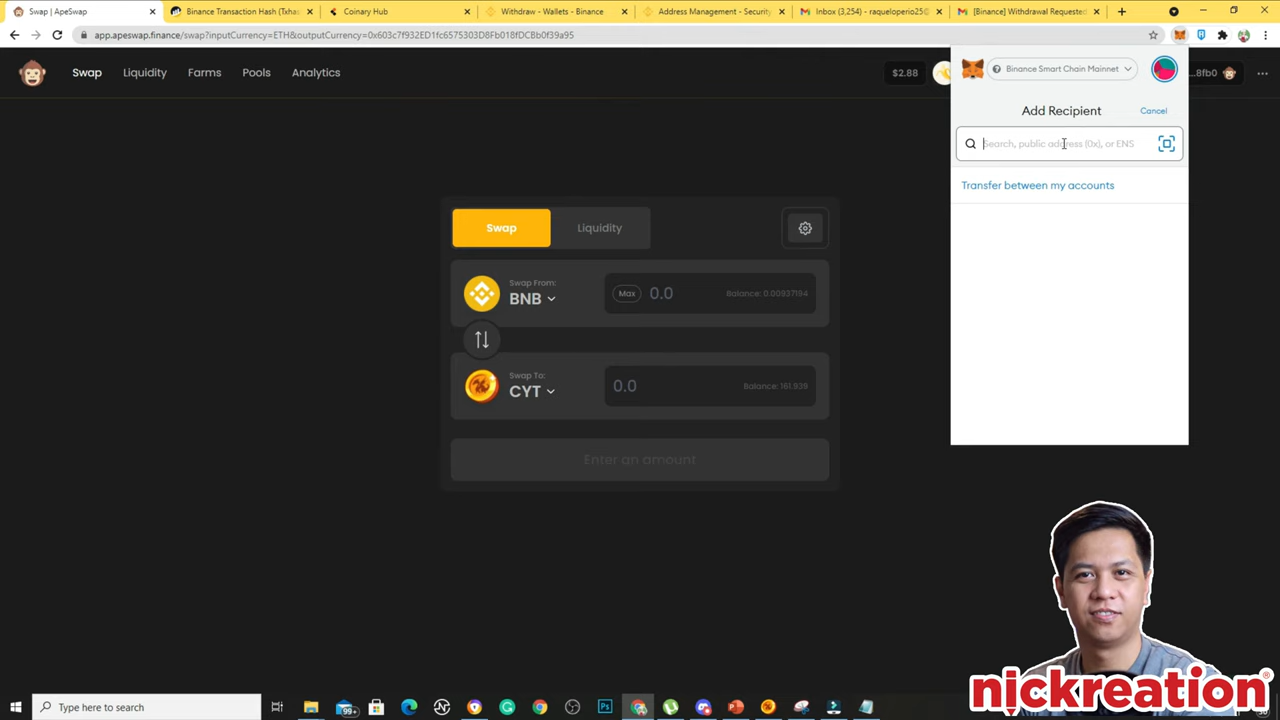 Swap | ApeSwap
Binance Transaction Hash (Txhas
Coinary Hub
Withdraw - Wallets - Binance
Address Management - Security
Inbox (3,254) - raqueloperio25@
[Binance] Withdrawal Requested
app.apeswap.finance/swap?inputCurrency=ETH&outputCurrency=0x603c7f932ED1fc6575303D8Fb018fDCBb0f39a95
Swap
Liquidity
Farms
Pools
Analytics
$2.88
...8fb0
Binance Smart Chain Mainnet
Add Recipient
Cancel
Search, public address (0x), or ENS
Transfer between my accounts
Swap
Liquidity
Swap From:
BNB
Max
0.0
Balance: 0.00937194
Swap To:
CYT
0.0
Balance: 161.939
Enter an amount
nickreation®
Type here to search
99+